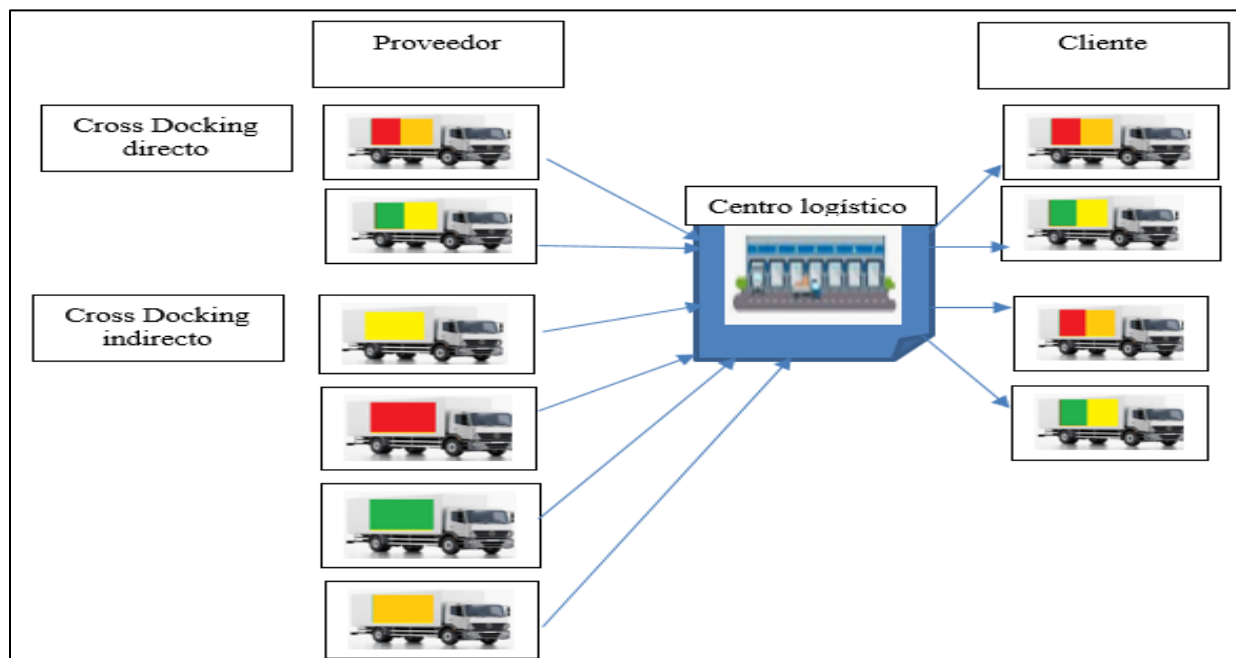 Proveedor
Cliente
Cross Docking
directo
Centro logístico
Cross Docking
indirecto